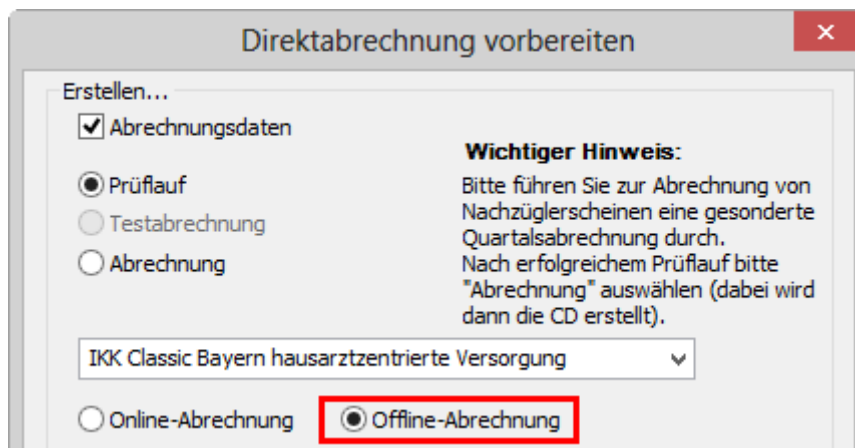 Direktabrechnung vorbereiten
Erstellen...
Abrechnungsdaten
Wichtiger Hinweis:
Prüflauf
Testabrechnung
Abrechnung
Bitte führen Sie zur Abrechnung von
Nachzüglerscheinen eine gesonderte
Quartalsabrechnung durch.
Nach erfolgreichem Prüflauf bitte
"Abrechnung" auswählen (dabei wird
dann die CD erstellt).
IKK Classic Bayern hausarztzentrierte Versorgung
Online-Abrechnung Offline-Abrechnung